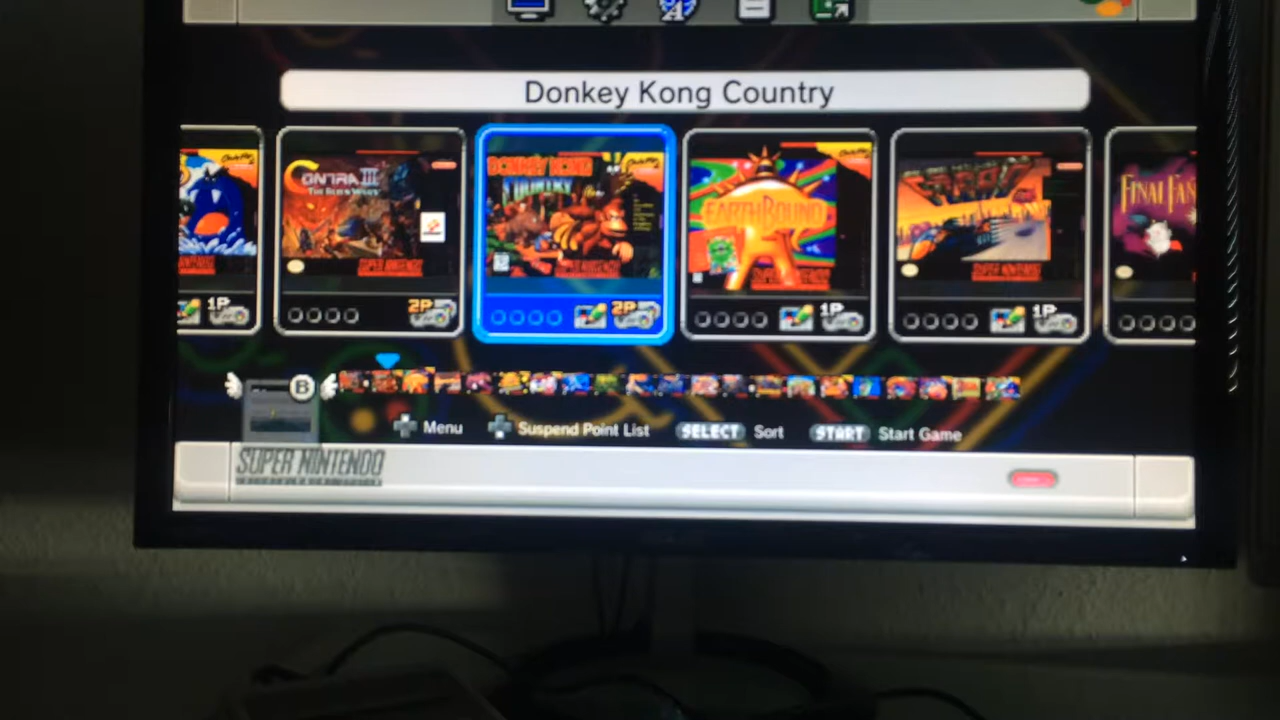 Donkey Kong Country
CONTRA III
THE ALIEN WARS
SUPER NINTENDO
2P
DONKEY KONG
COUNTRY
SUPER NINTENDO
2P
EARTHBOUND
SUPER NINTENDO
1P
SUPER NINTENDO
1P
FINAL FAN
1P
B
Menu
Suspend Point List
SELECT
Sort
START
Start Game
SUPER NINTENDO